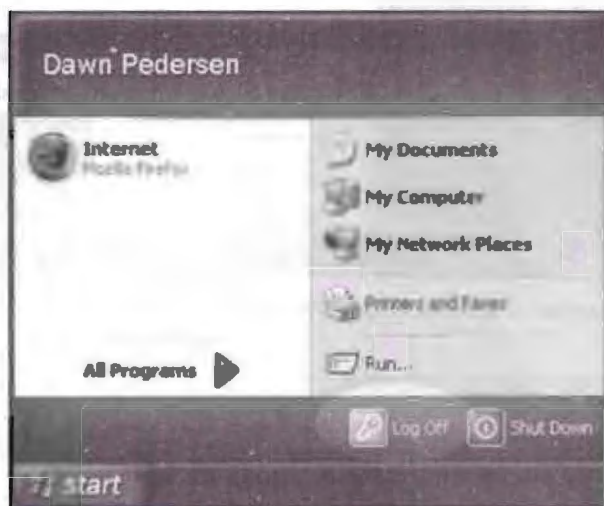 Dawn Pedersen
Internet
Mozilla Firefox
All Programs
My Documents
My Computer
My Network Places
Printers and Faxes
Run...
Log Off
Shut Down
start